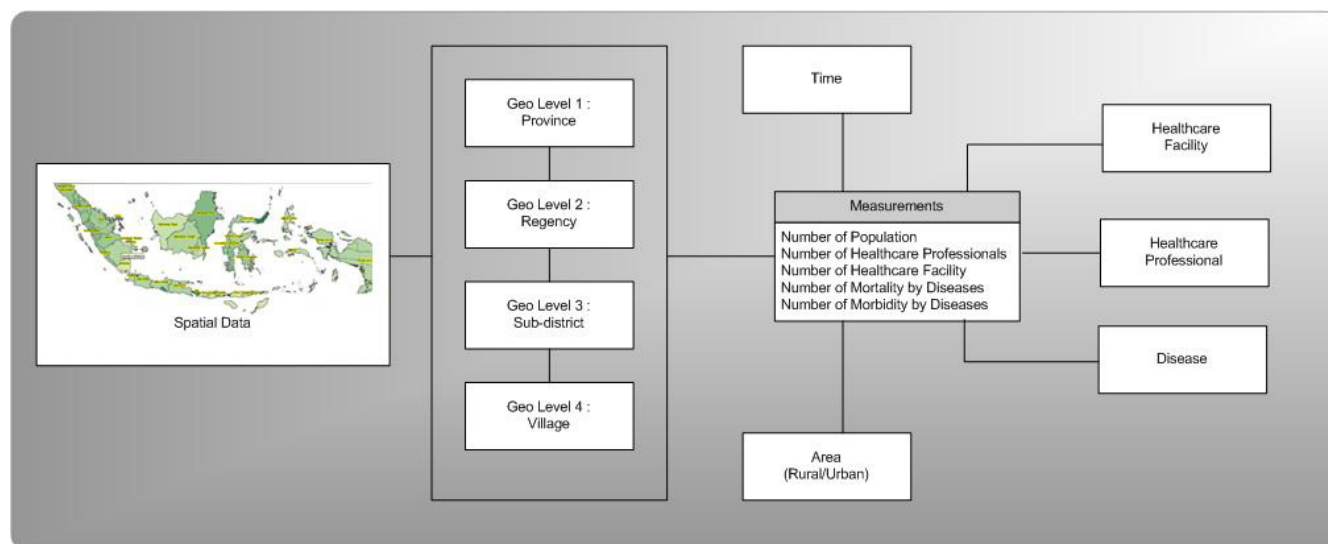 Spatial Data
Geo Level 1 :
Province
Geo Level 2 :
Regency
Geo Level 3 :
Sub-district
Geo Level 4 :
Village
Time
Measurements
Number of Population
Number of Healthcare Professionals
Number of Healthcare Facility
Number of Mortality by Diseases
Number of Morbidity by Diseases
Area
(Rural/Urban)
Healthcare
Facility
Healthcare
Professional
Disease